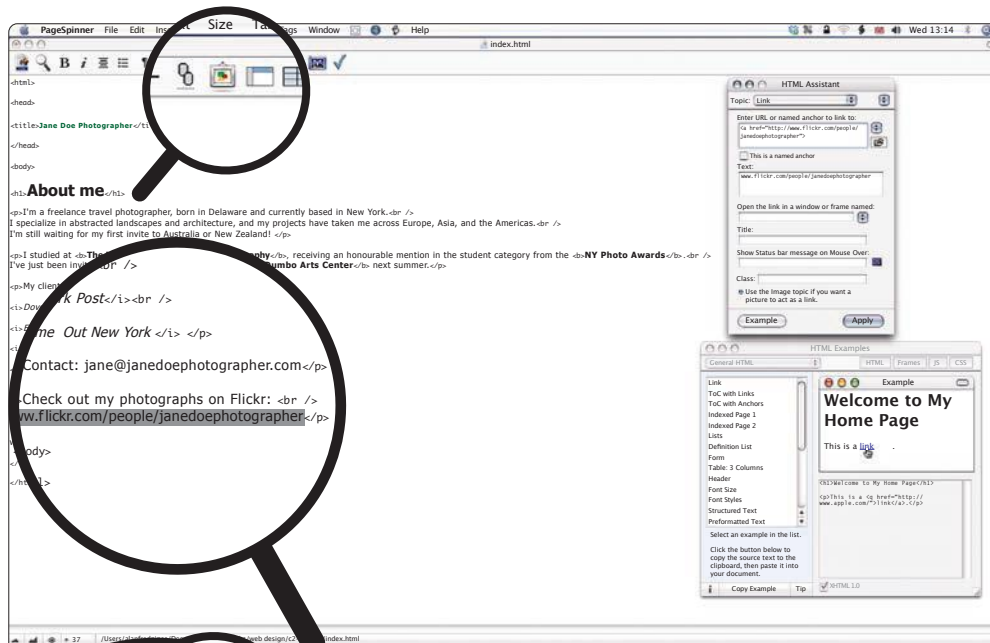 PageSpinner File Edit Size Tags Window Help Wed 13:14
index.html
B i
<html>
<head>
<title>Jane Doe Photographer
</head>
<body>
<h1>About me</h1>
<p>I'm a freelance travel photographer, born in Delaware and currently based in New York.<br />
I specialize in abstracted landscapes and architecture, and my projects have taken me across Europe, Asia, and the Americas.<br />
I'm still waiting for my first invite to Australia or New Zealand! </p>
<p>I studied at <b> </b>, receiving an honourable mention in the student category from the <b>NY Photo Awards</b>.<br />
I've just been Arts Center</b> next summer.</p>
<p>My
Post</i><br />
Out New York </i> </p>
Contact: jane@janedoephotographer.com</p>
Check out my photographs on Flickr: <br />
flickr.com/people/janedoephotographer</p>
HTML Assistant
Topic: Link
Enter URL or named anchor to link to:
<a href="http://www.flickr.com/people/
janedoephotographer">
This is a named anchor
Text:
www.flickr.com/people/janedoephotographer
Open the link in a window or frame named:
Title:
Show Status bar message on Mouse Over:
Class:
Use the Image topic if you want a
picture to act as a link.
Example Apply
HTML Examples
General HTML HTML Frames JS CSS
Link
ToC with Links
ToC with Anchors
Indexed Page 1
Indexed Page 2
Lists
Definition List
Form
Table: 3 Columns
Header
Font Size
Font Styles
Structured Text
Preformatted Text
Select an example in the list.
Click the button below to
copy the source text to the
clipboard, then paste it into
your document.
i Copy Example Tip
Example
Welcome to My
Home Page
This is a link .
<h1>Welcome to My Home Page</h1>
<p>This is a <a href="http://
www.apple.com/">link</a>.</p>
XHTML 1.0
37 design/ index.html